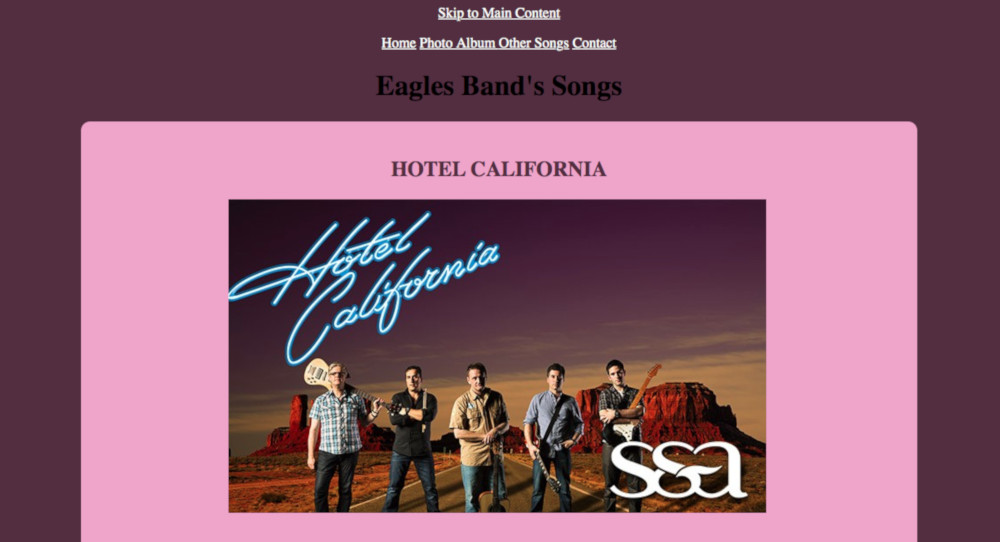 Skip to Main Content
Home Photo Album Other Songs Contact
Eagles Band's Songs
HOTEL CALIFORNIA
Hotel
California
ssa